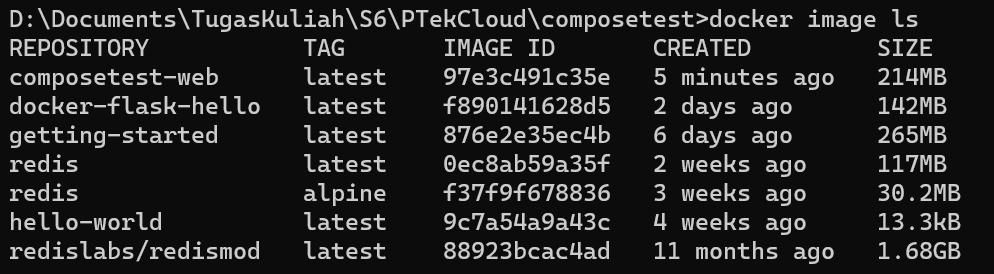 D:\Documents\TugasKuliah\S6\PTekCloud\composetest>docker image ls
REPOSITORY TAG IMAGE ID CREATED SIZE
composetest-web latest 97e3c491c35e 5 minutes ago 214MB
docker-flask-hello latest f890141628d5 2 days ago 142MB
getting-started latest 876e2e35ec4b 6 days ago 265MB
redis latest 0ec8ab59a35f 2 weeks ago 117MB
redis alpine f37f9f678836 3 weeks ago 30.2MB
hello-world latest 9c7a54a9a43c 4 weeks ago 13.3kB
redislabs/redismod latest 88923bcac4ad 11 months ago 1.68GB